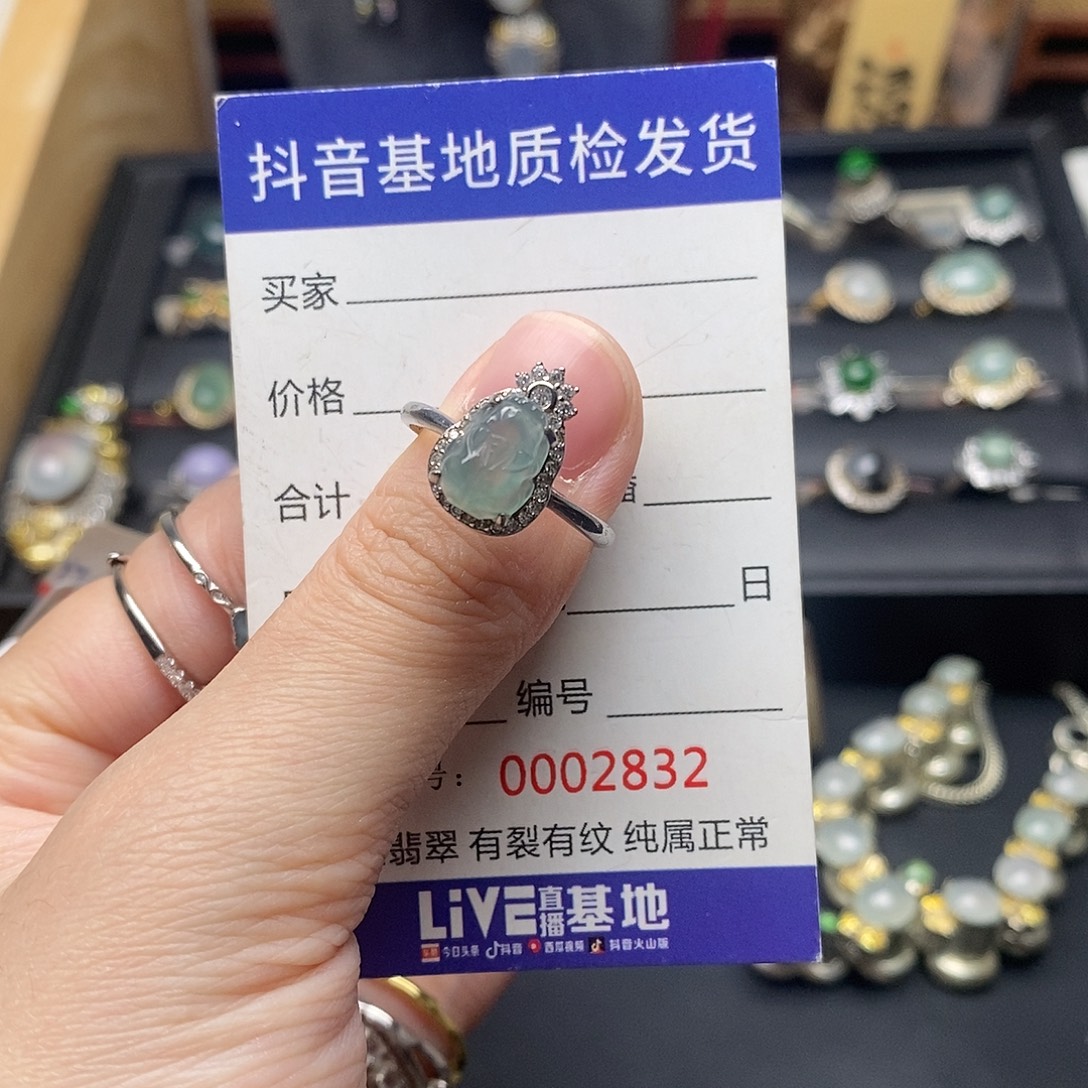 抖音基地质检发货
买家
价格
合计
日
编号
号： 0002832
翡翠 有裂有纹 纯属正常
LiVE直播基地
今日头条 抖音 西瓜视频 抖音火山版